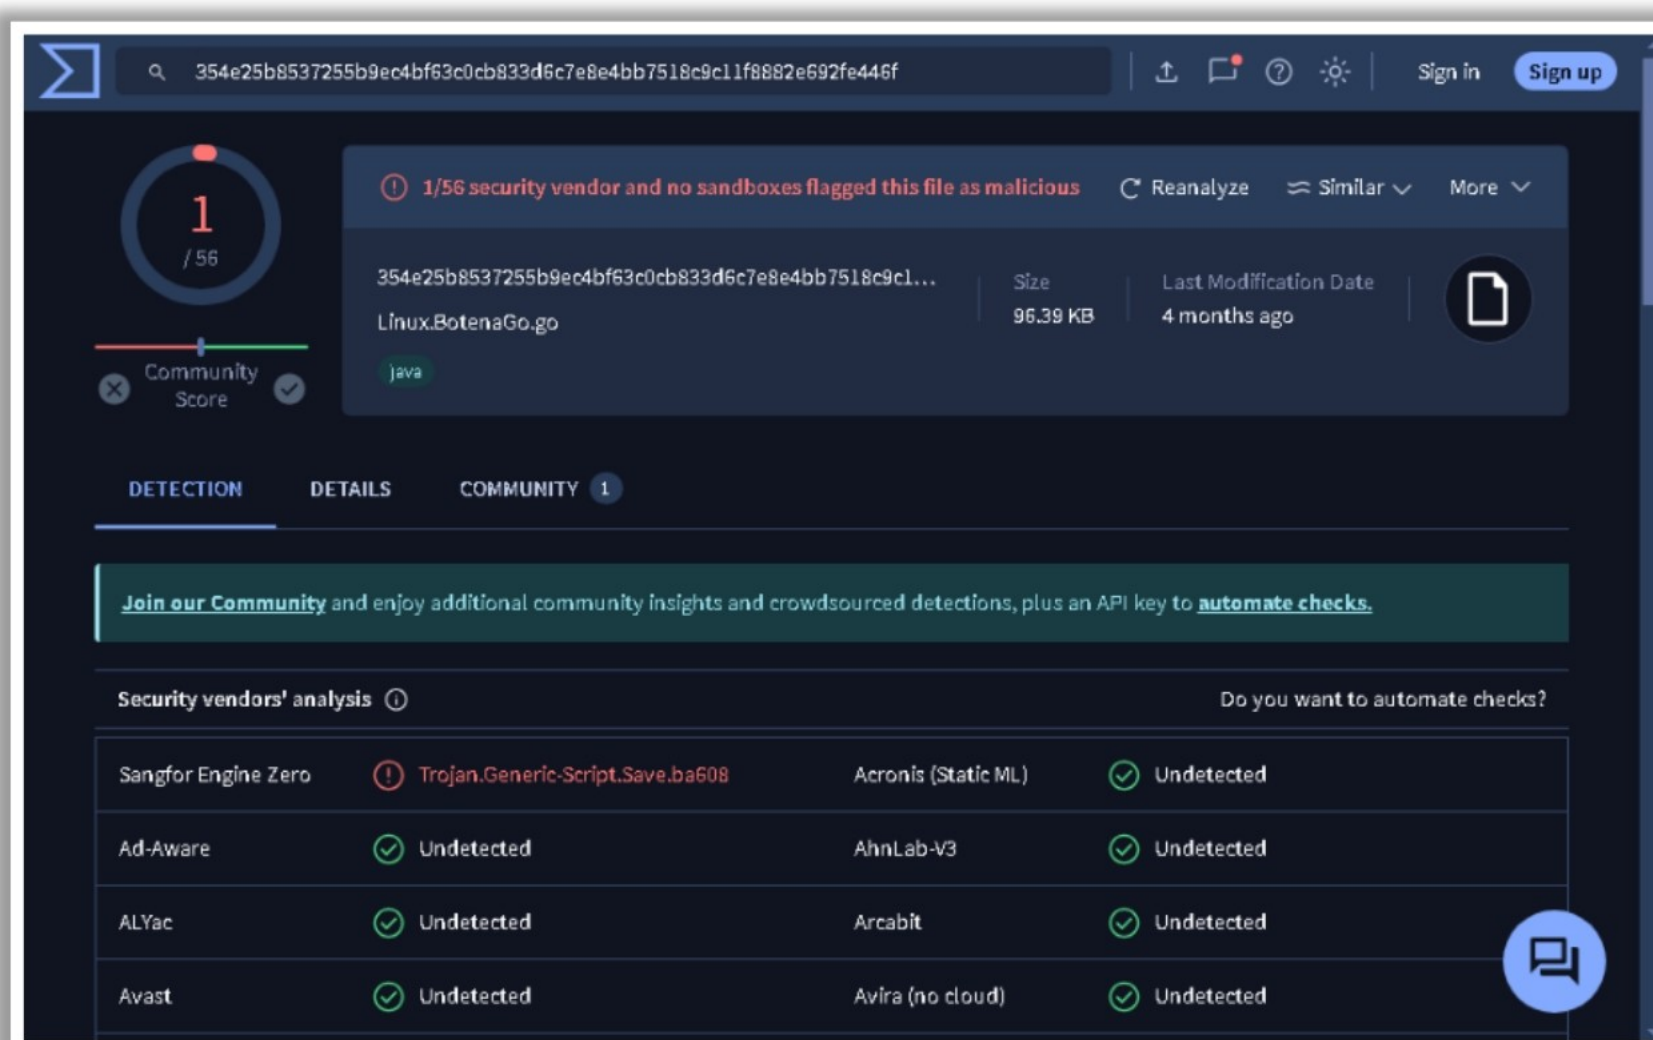 354e25b8537255b9ec4bf63c0cb833d6c7e8e4bb7518c9c11f8882e692fe446f
Sign in
Sign up
1
/ 56
Community
Score
1/56 security vendor and no sandboxes flagged this file as malicious
Reanalyze
Similar
More
354e25b8537255b9ec4bf63c0cb833d6c7e8e4bb7518c9c1...
Linux.BotenaGo.go
java
Size
96.39 KB
Last Modification Date
4 months ago
DETECTION
DETAILS
COMMUNITY 1
Join our Community and enjoy additional community insights and crowdsourced detections, plus an API key to automate checks.
Security vendors' analysis
Do you want to automate checks?
Sangfor Engine Zero Trojan.Generic-Script.Save.ba608 Acronis (Static ML) Undetected
Ad-Aware Undetected AhnLab-V3 Undetected
ALYac Undetected Arcabit Undetected
Avast Undetected Avira (no cloud) Undetected